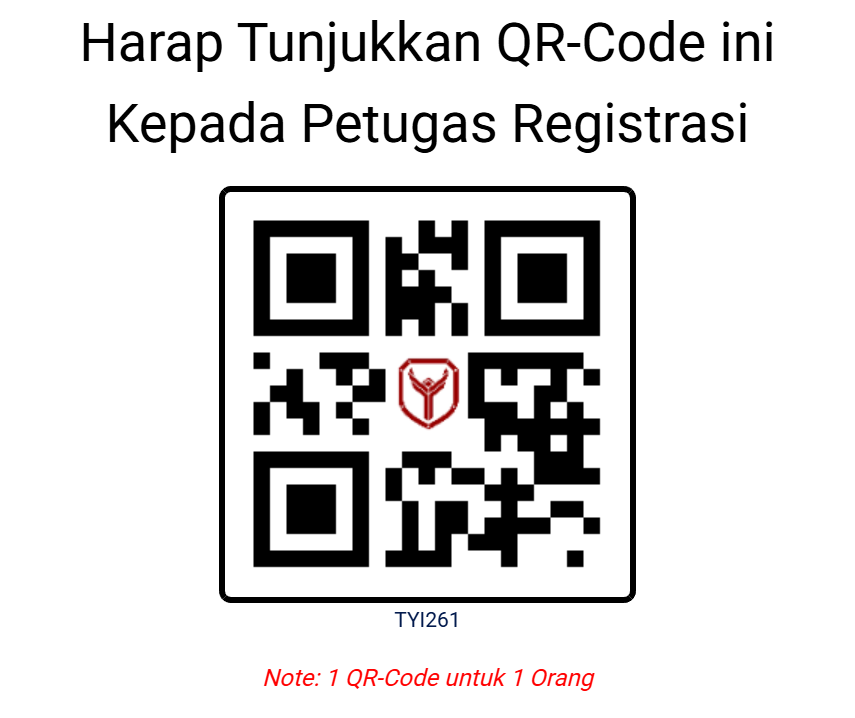 Harap Tunjukkan QR-Code ini
Kepada Petugas Registrasi
TYI261
Note: 1 QR-Code untuk 1 Orang